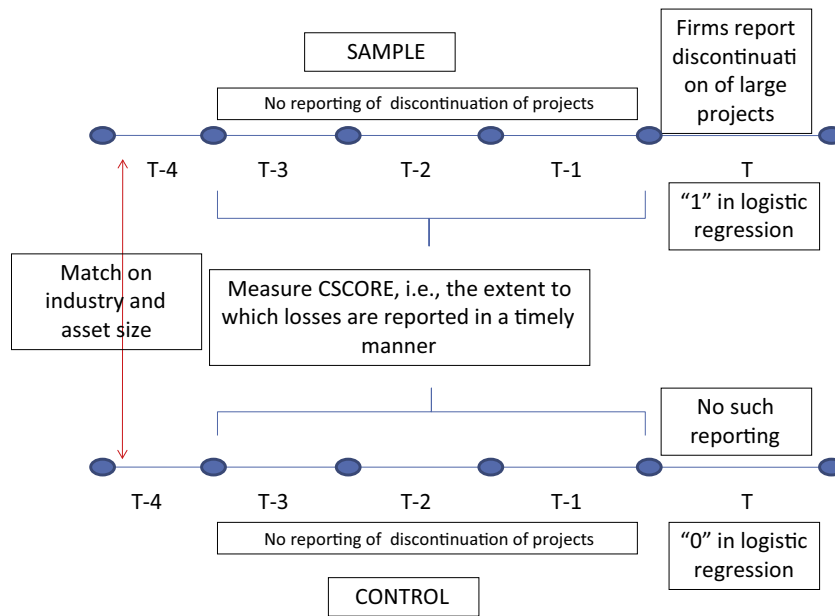 SAMPLE
Firms report
discontinuati
on of large
projects
No reporting of discontinuation of projects
T-4
T-3
T-2
T-1
T
"1" in logistic
regression
Match on
industry and
asset size
Measure CSCORE, i.e., the extent to
which losses are reported in a timely
manner
No such
reporting
T-4
T-3
T-2
T-1
T
No reporting of discontinuation of projects
"0" in logistic
regression
CONTROL